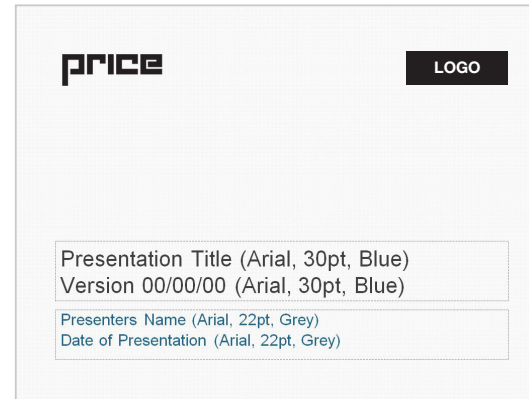 price
LOGO
Presentation Title (Arial, 30pt, Blue)
Version 00/00/00 (Arial, 30pt, Blue)
Presenters Name (Arial, 22pt, Grey)
Date of Presentation (Arial, 22pt, Grey)